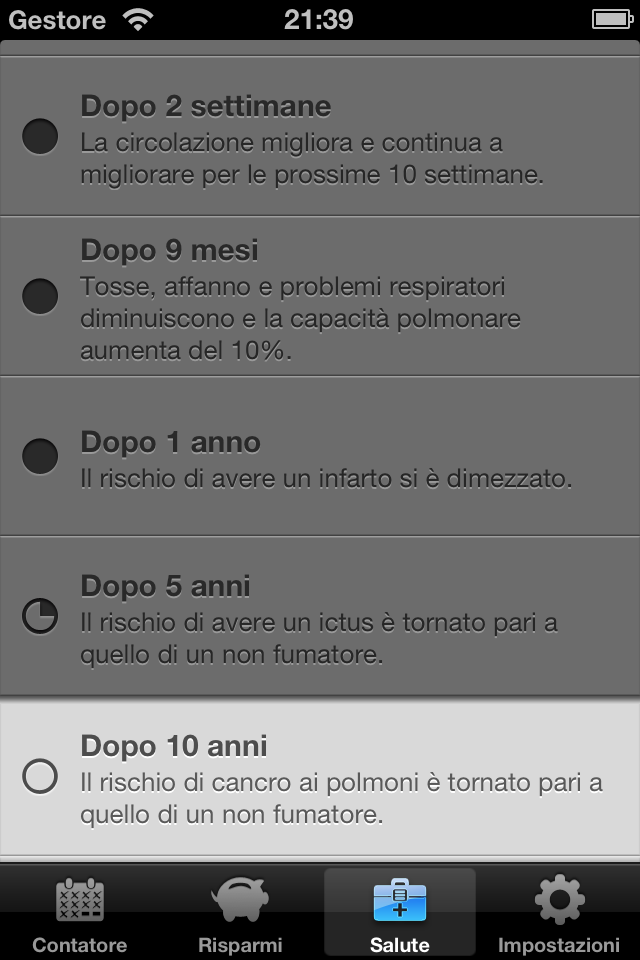 Gestore 21:39
Dopo 2 settimane
La circolazione migliora e continua a
migliorare per le prossime 10 settimane.
Dopo 9 mesi
Tosse, affanno e problemi respiratori
diminuiscono e la capacità polmonare
aumenta del 10%.
Dopo 1 anno
Il rischio di avere un infarto si è dimezzato.
Dopo 5 anni
Il rischio di avere un ictus è tornato pari a
quello di un non fumatore.
Dopo 10 anni
Il rischio di cancro ai polmoni è tornato pari a
quello di un non fumatore.
Contatore Risparmi Salute Impostazioni